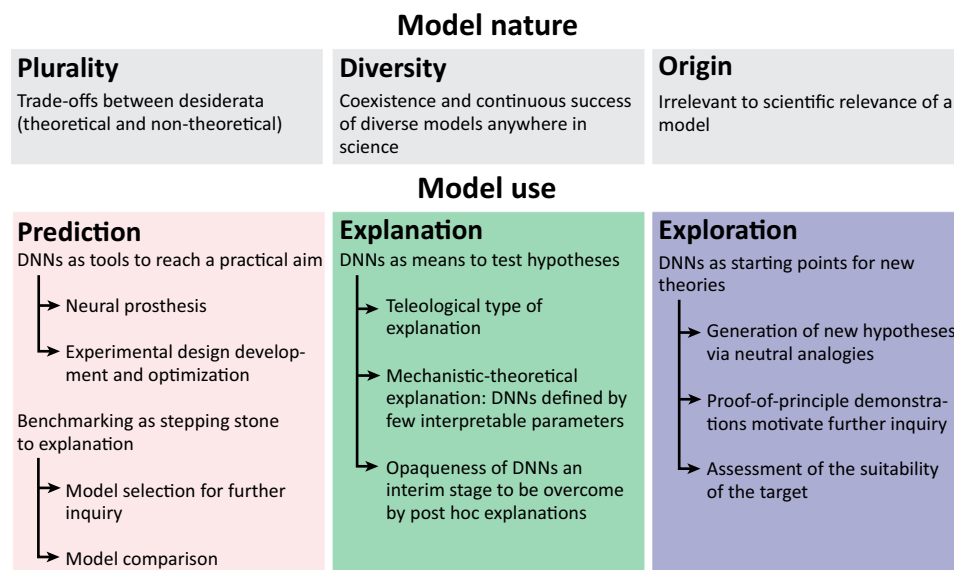 Model nature
Plurality
Trade-offs between desiderata
(theoretical and non-theoretical)
Diversity
Coexistence and continuous success
of diverse models anywhere in
science
Origin
Irrelevant to scientific relevance of a
model
Model use
Prediction
DNNs as tools to reach a practical aim
Neural prosthesis
Experimental design develop-
ment and optimization
Benchmarking as stepping stone
to explanation
Model selection for further
inquiry
Model comparison
Explanation
DNNs as means to test hypotheses
Teleological type of
explanation
Mechanistic-theoretical
explanation: DNNs defined by
few interpretable parameters
Opaqueness of DNNs an
interim stage to be overcome
by post hoc explanations
Exploration
DNNs as starting points for new
theories
Generation of new hypotheses
via neutral analogies
Proof-of-principle demonstra-
tions motivate further inquiry
Assessment of the suitability
of the target